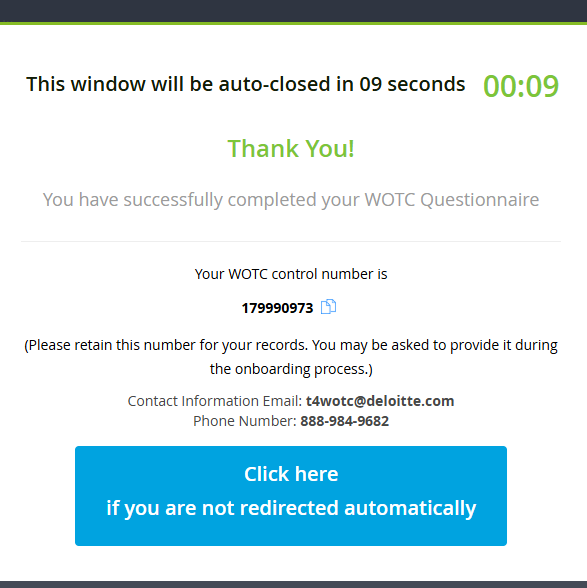 This window will be auto-closed in 09 seconds 00:09
Thank You!
You have successfully completed your WOTC Questionnaire
Your WOTC control number is
179990973
(Please retain this number for your records. You may be asked to provide it during
the onboarding process.)
Contact Information Email: t4wotc@deloitte.com
Phone Number: 888-984-9682
Click here
if you are not redirected automatically